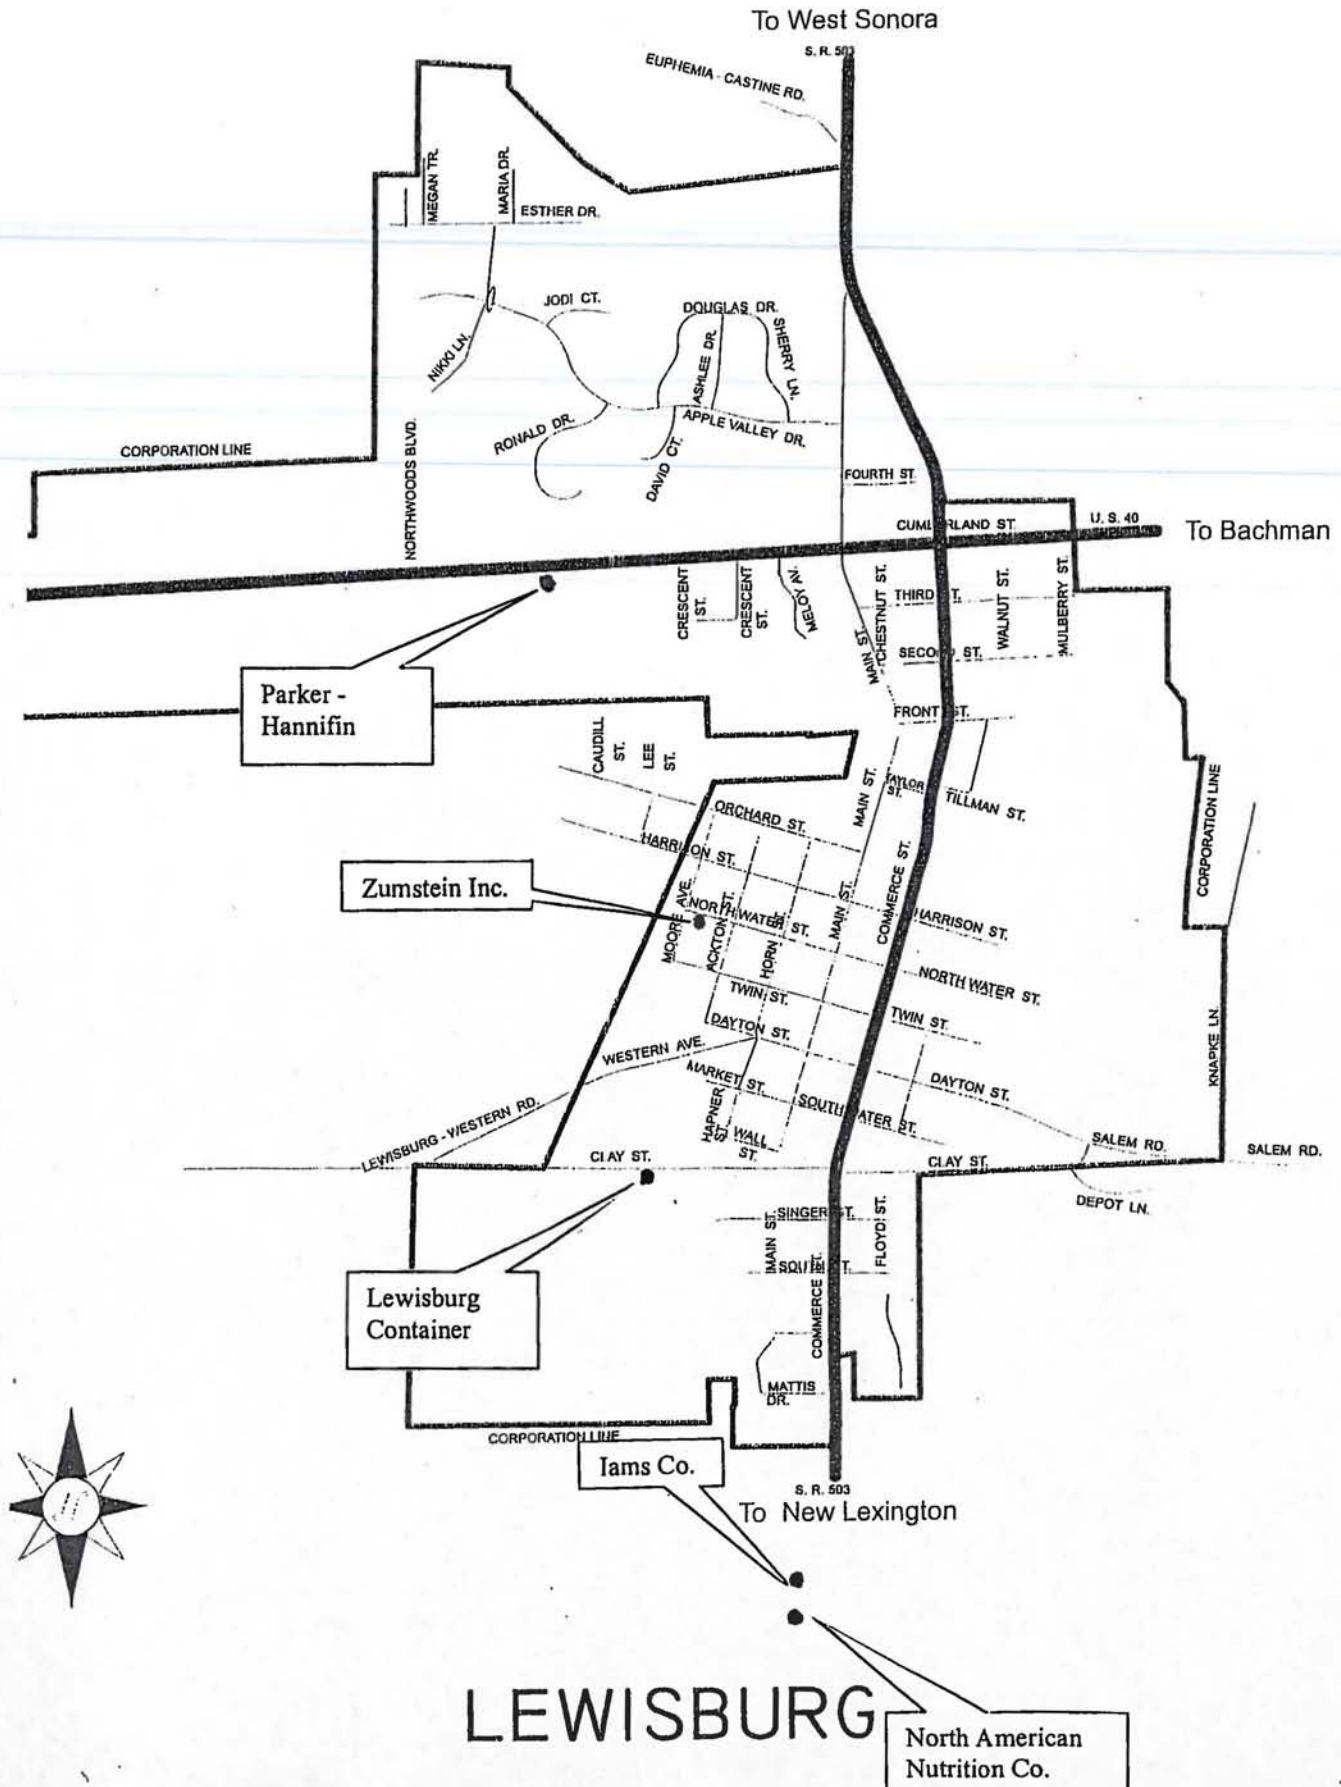 To West Sonora
S. R. 503
EUPHEMIA - CASTINE RD.
MEGAN TR.
MARIA DR.
ESTHER DR.
JODI CT.
DOUGLAS DR.
NIKKI LN.
ASHLEE DR.
SHERRY LN.
RONALD DR.
APPLE VALLEY DR.
DAVID CT.
CORPORATION LINE
NORTHWOODS BLVD.
FOURTH ST.
CUMBERLAND ST.
U. S. 40
To Bachman
CRESCENT
ST.
CRESCENT
ST.
MELOY AV.
MAIN ST.
CHESTNUT ST.
THIRD ST.
WALNUT ST.
MULBERRY ST.
SECOND ST.
Parker -
Hannifin
FRONT ST.
CAUDILL
ST.
LEE
ST.
MAIN ST.
TAYLOR
ST.
TILLMAN ST.
CORPORATION LINE
ORCHARD ST.
HARRISON ST.
COMMERCE ST.
Zumstein Inc.
MOORE AVE.
NORTH WATER ST.
ACKTON ST.
HORN ST.
MAIN ST.
HARRISON ST.
NORTH WATER ST.
TWIN ST.
TWIN ST.
DAYTON ST.
WESTERN AVE.
MARKET ST.
DAYTON ST.
KNAPKE LN.
HAPNER
ST.
SOUTH WATER ST.
LEWISBURG - WESTERN RD.
WALL
ST.
SALEM RD.
SALEM RD.
CLAY ST.
CLAY ST.
DEPOT LN.
MAIN ST.
SINGER ST.
FLOYD ST.
SOUTH ST.
COMMERCE ST.
Lewisburg
Container
MATTIS
DR.
CORPORATION LINE
Iams Co.
S. R. 503
To New Lexington
LEWISBURG
North American
Nutrition Co.